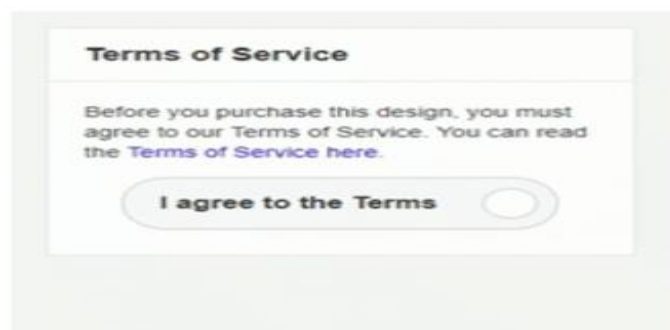 Terms of Service
Before you purchase this design, you must
agree to our Terms of Service. You can read
the Terms of Service here.
I agree to the Terms